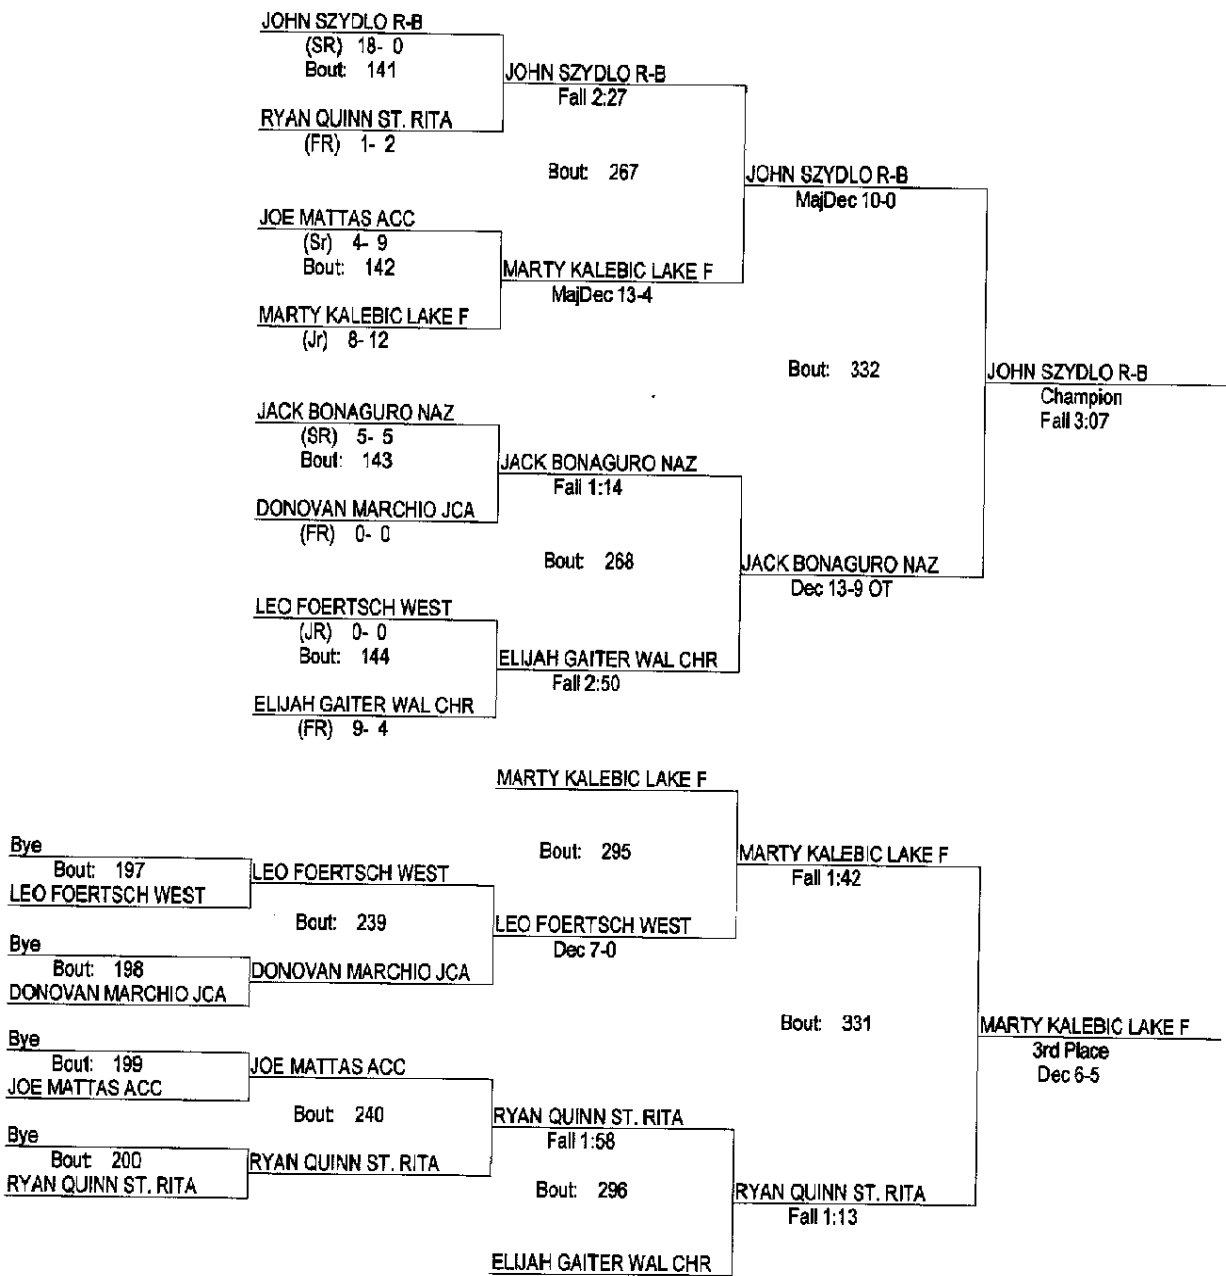 JOHN SZYDLO R-B
(SR) 18- 0
Bout: 141
JOHN SZYDLO R-B
Fall 2:27
RYAN QUINN ST. RITA
(FR) 1- 2
Bout: 267
JOHN SZYDLO R-B
MajDec 10-0
JOE MATTAS ACC
(Sr) 4- 9
Bout: 142
MARTY KALEBIC LAKE F
MajDec 13-4
MARTY KALEBIC LAKE F
(Jr) 8- 12
Bout: 332
JOHN SZYDLO R-B
Champion
Fall 3:07
JACK BONAGURO NAZ
(SR) 5- 5
Bout: 143
JACK BONAGURO NAZ
Fall 1:14
DONOVAN MARCHIO JCA
(FR) 0- 0
Bout: 268
JACK BONAGURO NAZ
Dec 13-9 OT
LEO FOERTSCH WEST
(JR) 0- 0
Bout: 144
ELIJAH GAITER WAL CHR
Fall 2:50
ELIJAH GAITER WAL CHR
(FR) 9- 4
MARTY KALEBIC LAKE F
Bout: 295
MARTY KALEBIC LAKE F
Fall 1:42
Bye
Bout: 197
LEO FOERTSCH WEST
LEO FOERTSCH WEST
Bout: 239
LEO FOERTSCH WEST
Dec 7-0
Bye
Bout: 198
DONOVAN MARCHIO JCA
DONOVAN MARCHIO JCA
Bout: 331
MARTY KALEBIC LAKE F
3rd Place
Dec 6-5
Bye
Bout: 199
JOE MATTAS ACC
JOE MATTAS ACC
Bout: 240
RYAN QUINN ST. RITA
Fall 1:58
Bye
Bout: 200
RYAN QUINN ST. RITA
RYAN QUINN ST. RITA
Bout: 296
RYAN QUINN ST. RITA
Fall 1:13
ELIJAH GAITER WAL CHR